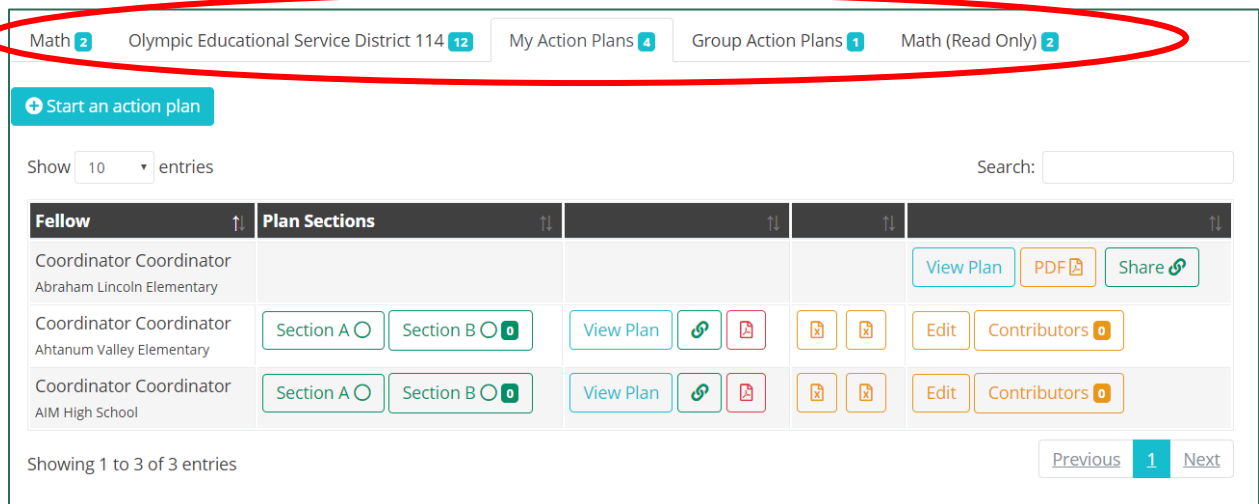 Math 2 Olympic Educational Service District 114 12 My Action Plans 4 Group Action Plans 1 Math (Read Only) 2
Start an action plan
Show 10 entries Search:
Fellow Plan Sections
Coordinator Coordinator
Abraham Lincoln Elementary
View Plan PDF Share
Coordinator Coordinator
Ahtanum Valley Elementary
Section A Section B 0 View Plan Edit Contributors 0
Coordinator Coordinator
AIM High School
Section A Section B 0 View Plan Edit Contributors 0
Showing 1 to 3 of 3 entries Previous 1 Next